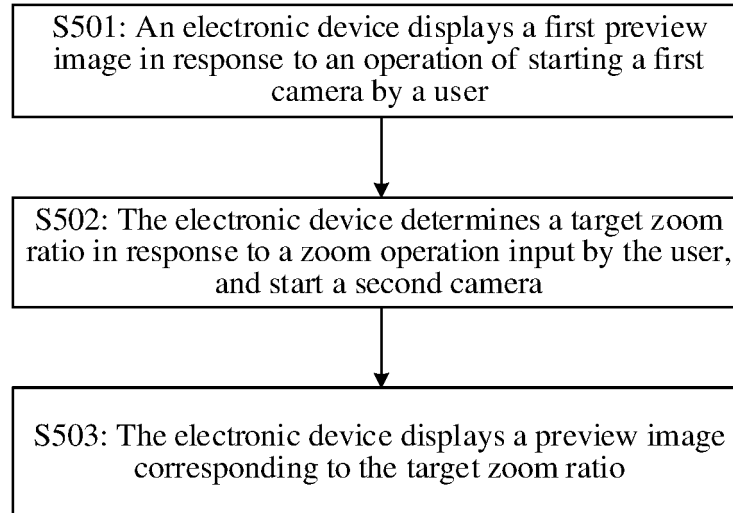 S501: An electronic device displays a first preview
image in response to an operation of starting a first
camera by a user
S502: The electronic device determines a target zoom
ratio in response to a zoom operation input by the user,
and start a second camera
S503: The electronic device displays a preview image
corresponding to the target zoom ratio